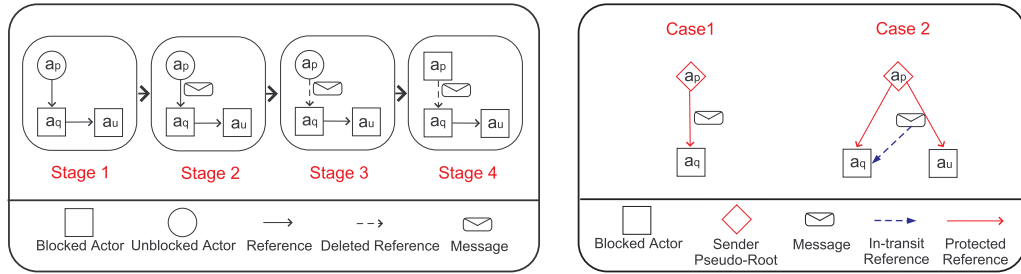 ap
aq
au
Stage 1
ap
aq
au
Stage 2
ap
aq
au
Stage 3
ap
aq
au
Stage 4
Blocked Actor
Unblocked Actor
Reference
Deleted Reference
Message
Case1
ap
aq
Case 2
ap
aq
au
Blocked Actor
Sender
Pseudo-Root
Message
In-transit
Reference
Protected
Reference